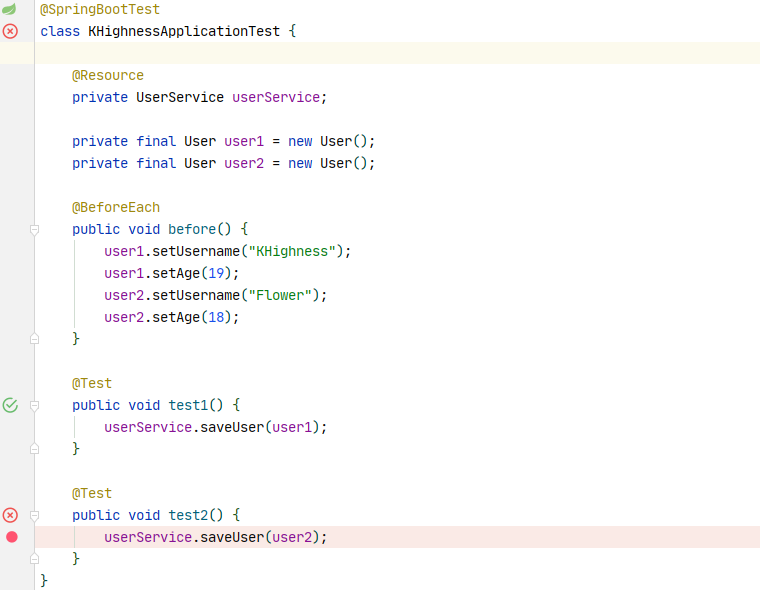 @SpringBootTest
class KHighnessApplicationTest {
@Resource
private UserService userService;
private final User user1 = new User();
private final User user2 = new User();
@BeforeEach
public void before() {
user1.setUsername("KHighness");
user1.setAge(19);
user2.setUsername("Flower");
user2.setAge(18);
}
@Test
public void test1() {
userService.saveUser(user1);
}
@Test
public void test2() {
userService.saveUser(user2);
}
}